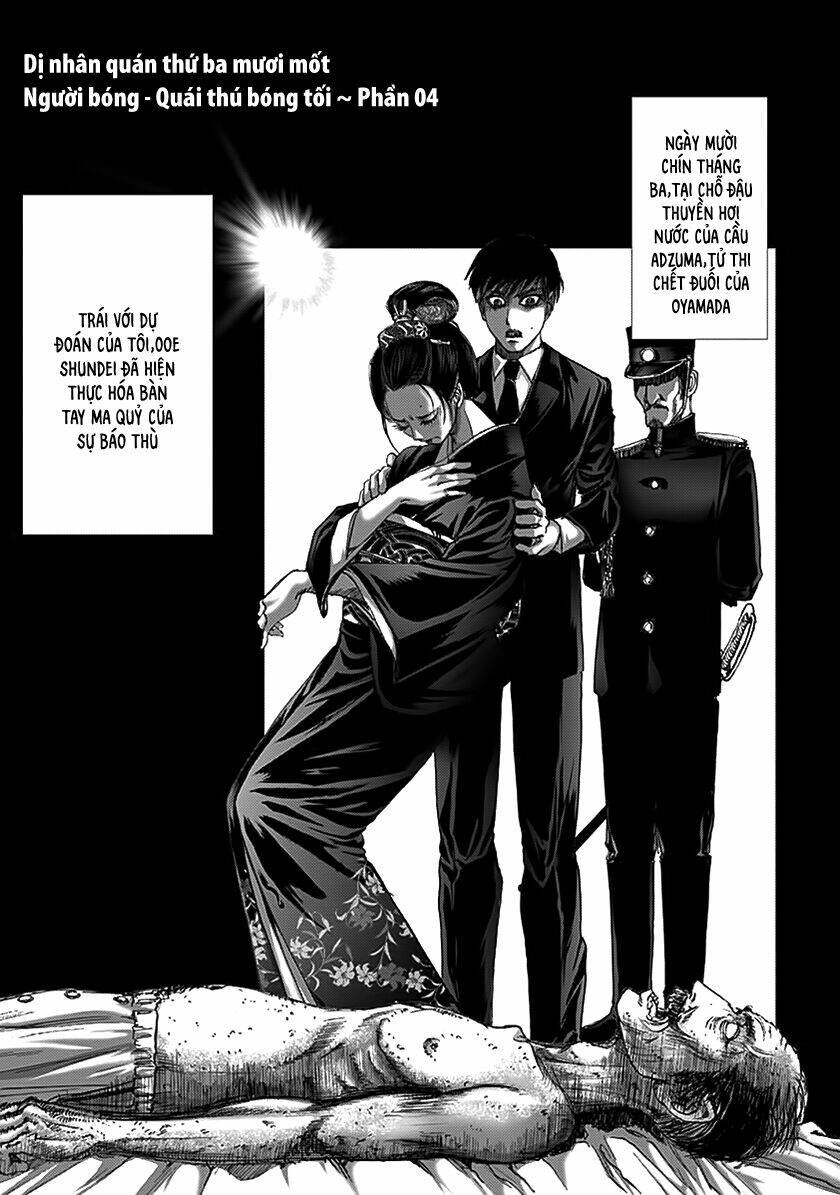 Dị nhân quán thứ ba mươi mốt
Người bóng - Quái thú bóng tối ~ Phần 04
NGÀY MƯỜI
CHÍN THÁNG
BA,TẠI CHỖ ĐẬU
THUYỀN HƠI
NƯỚC CỦA CẦU
ADZUMA,TỬ THI
CHẾT ĐUỐI CỦA
OYAMADA
TRÁI VỚI DỰ
ĐOÁN CỦA TÔI,OOE
SHUNDEI ĐÃ HIỆN
THỰC HÓA BÀN
TAY MA QUỶ CỦA
SỰ BÁO THÙ